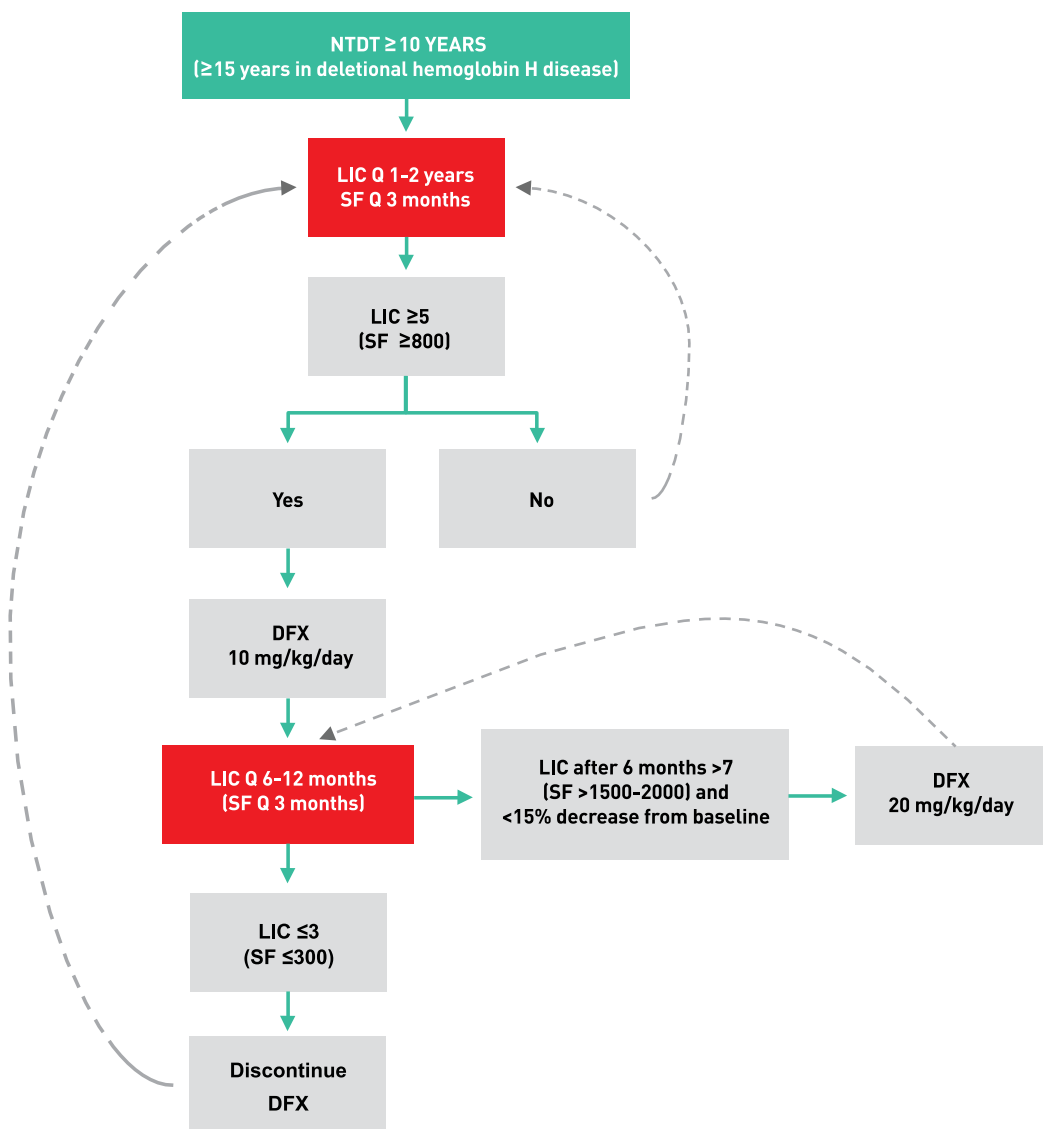 NTDT ≥ 10 YEARS
(≥15 years in deletional hemoglobin H disease)
LIC Q 1-2 years
SF Q 3 months
LIC ≥5
(SF ≥800)
Yes
No
DFX
10 mg/kg/day
LIC Q 6-12 months
(SF Q 3 months)
LIC after 6 months >7
(SF >1500-2000) and
<15% decrease from baseline
DFX
20 mg/kg/day
LIC ≤3
(SF ≤300)
Discontinue
DFX